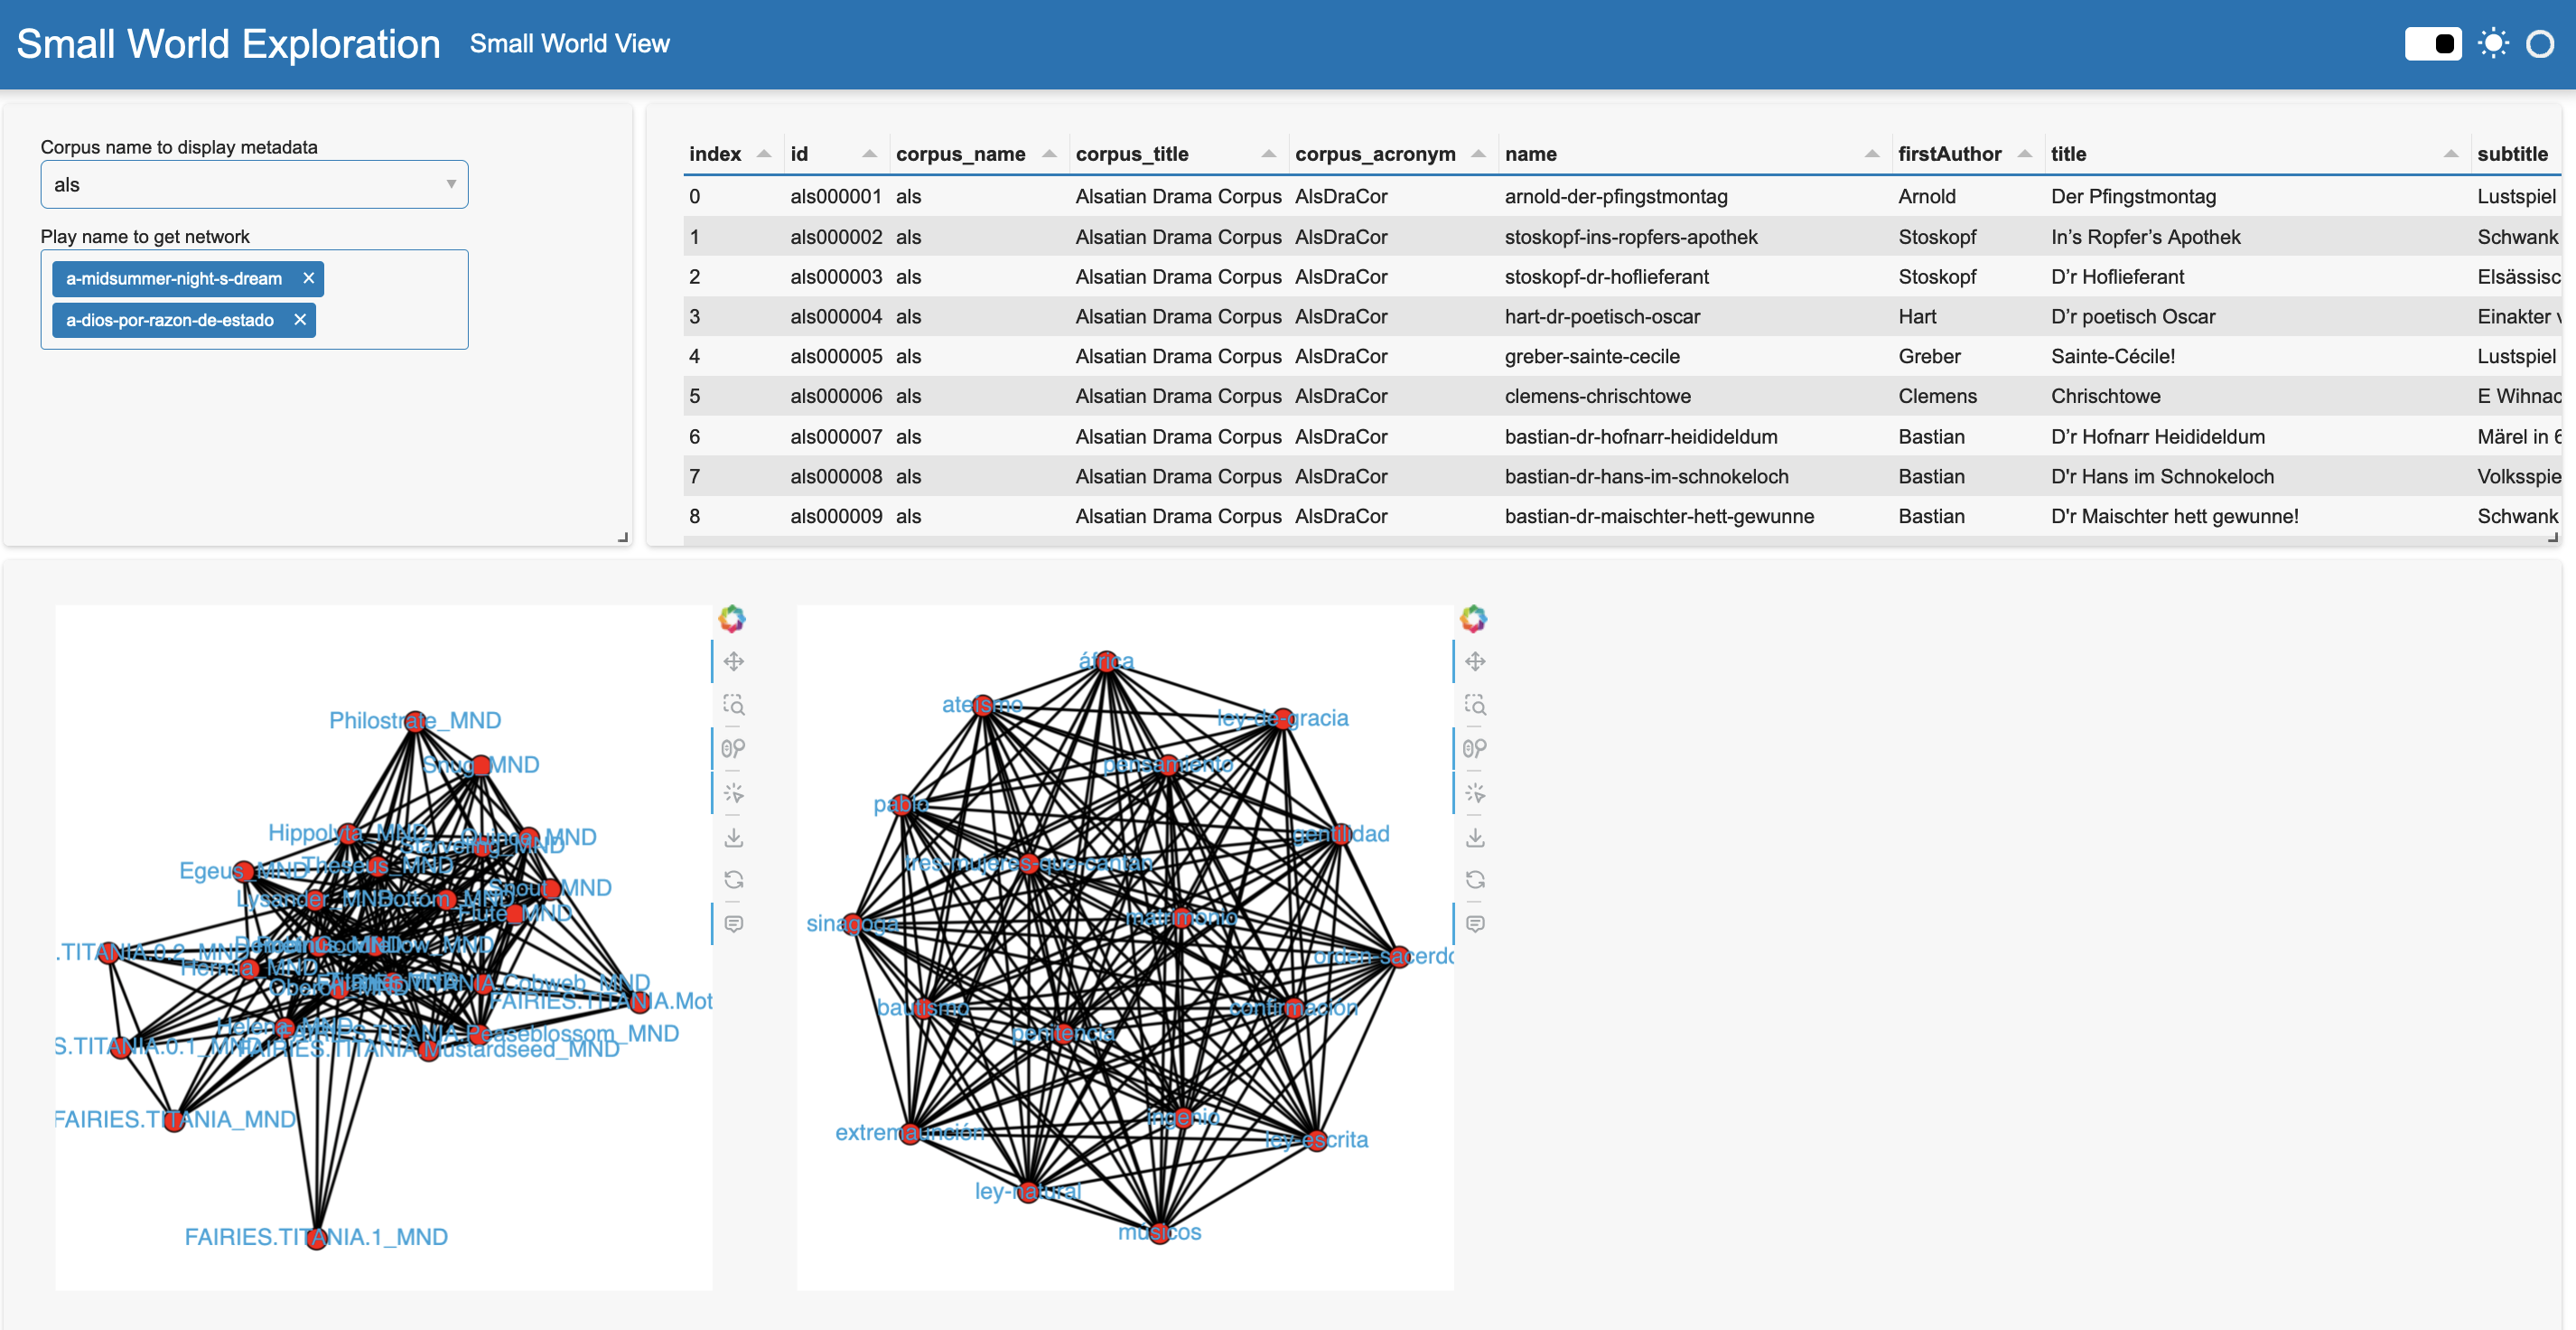 Small World Exploration Small World View
Corpus name to display metadata
als
Play name to get network
a-midsummer-night-s-dream ×
a-dios-por-razon-de-estado ×
index id corpus_name corpus_title corpus_acronym name firstAuthor title subtitle
0 als000001 als Alsatian Drama Corpus AlsDraCor arnold-der-pfingstmontag Arnold Der Pfingstmontag Lustspiel
1 als000002 als Alsatian Drama Corpus AlsDraCor stoskopf-ins-ropfers-apothek Stoskopf In’s Ropfer’s Apothek Schwank
2 als000003 als Alsatian Drama Corpus AlsDraCor stoskopf-dr-hoflieferant Stoskopf D’r Hoflieferant Elsässisc
3 als000004 als Alsatian Drama Corpus AlsDraCor hart-dr-poetisch-oscar Hart D’r poetisch Oscar Einakter
4 als000005 als Alsatian Drama Corpus AlsDraCor greber-sainte-cecile Greber Sainte-Cécile! Lustspiel
5 als000006 als Alsatian Drama Corpus AlsDraCor clemens-chrischtowe Clemens Chrischtowe E Wihnac
6 als000007 als Alsatian Drama Corpus AlsDraCor bastian-dr-hofnarr-heidideldum Bastian D’r Hofnarr Heidideldum Märel in 6
7 als000008 als Alsatian Drama Corpus AlsDraCor bastian-dr-hans-im-schnokeloch Bastian D'r Hans im Schnokeloch Volksspie
8 als000009 als Alsatian Drama Corpus AlsDraCor bastian-dr-maischter-hett-gewunne Bastian D'r Maischter hett gewunne! Schwank
Philostrate_MND
Snug_MND
Hippolyta_MND
Quince_MND
Starveling_MND
Theseus_MND
Egeus_MND
Snout_MND
Lysander_MND
Bottom_MND
Flute_MND
.TITANIA.0.2_MND
Hermia_MND
Oberon_MND
FAIRIES.TITANIA.Mot
Helena_MND
FAIRIES.TITANIA.Peaseblossom_MND
S.TITANIA.0.1_MND
FAIRIES.TITANIA.Mustardseed_MND
FAIRIES.TITANIA_MND
FAIRIES.TITANIA.1_MND
áfrica
ateísmo
ley-de-gracia
pensamiento
pablo
gentilidad
tres-mujeres-que-cantan
matrimonio
sinagoga
orden-sacerdo
bautismo
confirmación
penitencia
ingenio
extremaunción
ley-escrita
ley-natural
músicos